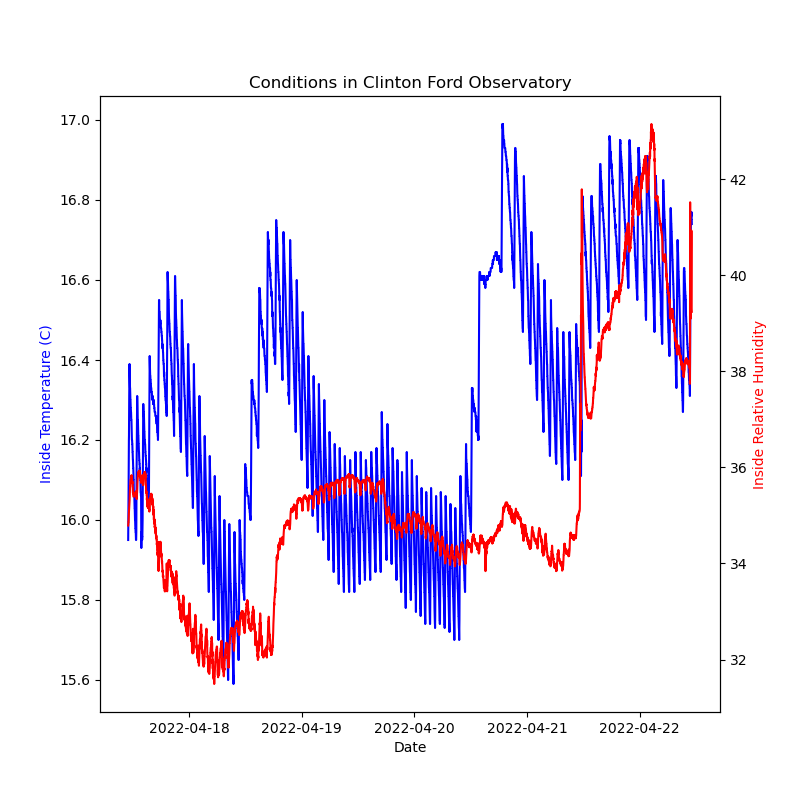 Conditions in Clinton Ford Observatory
17.0
16.8
16.6
16.4
16.2
16.0
15.8
15.6
Inside Temperature (C)
42
40
38
36
34
32
Inside Relative Humidity
2022-04-18 2022-04-19 2022-04-20 2022-04-21 2022-04-22
Date